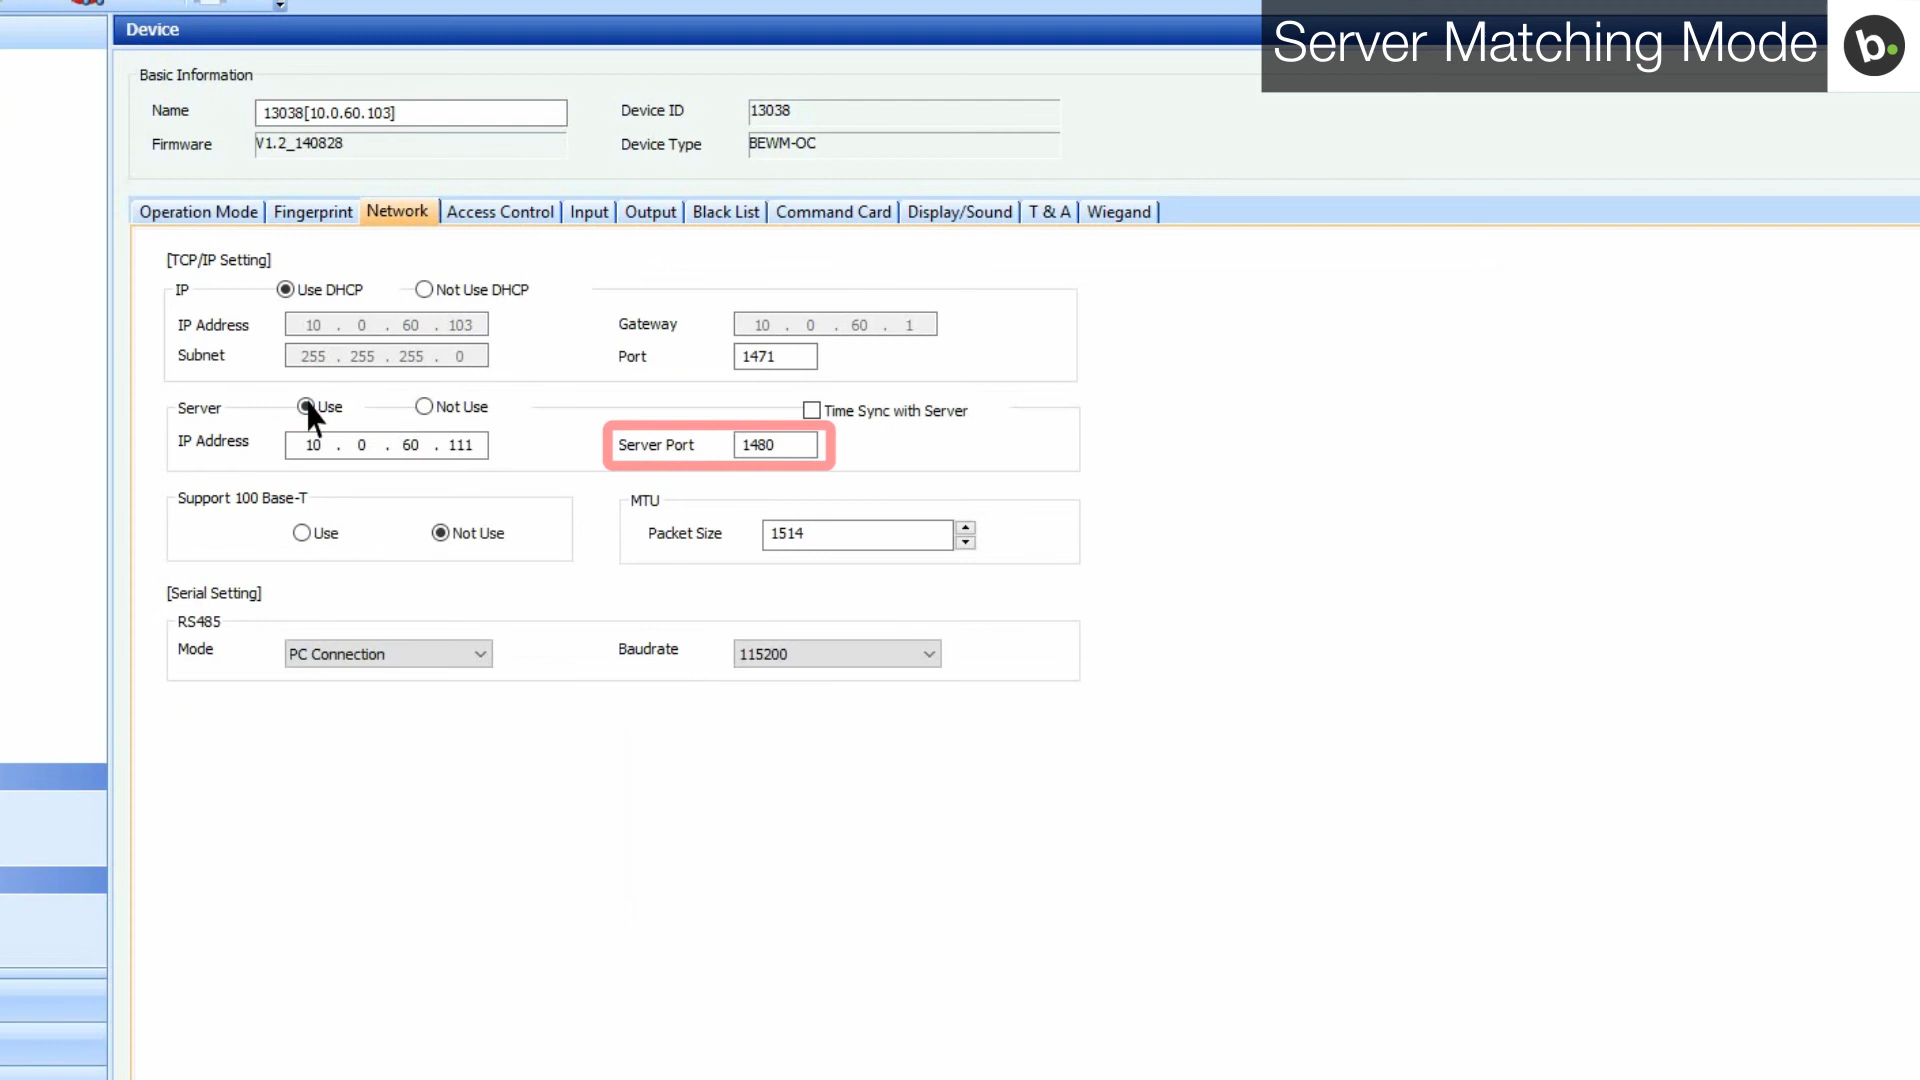 Server Matching Mode
b.
Device
Basic Information
Name 13038[10.0.60.103] Device ID 13038
Firmware V1.2_140828 Device Type BEWM-OC
Operation Mode Fingerprint Network Access Control Input Output Black List Command Card Display/Sound T & A Wiegand
[TCP/IP Setting]
IP Use DHCP Not Use DHCP
IP Address 10 . 0 . 60 . 103 Gateway 10 . 0 . 60 . 1
Subnet 255 . 255 . 255 . 0 Port 1471
Server Use Not Use Time Sync with Server
IP Address 10 . 0 . 60 . 111 Server Port 1480
Support 100 Base-T MTU
Use Not Use Packet Size 1514
[Serial Setting]
RS485
Mode PC Connection Baudrate 115200